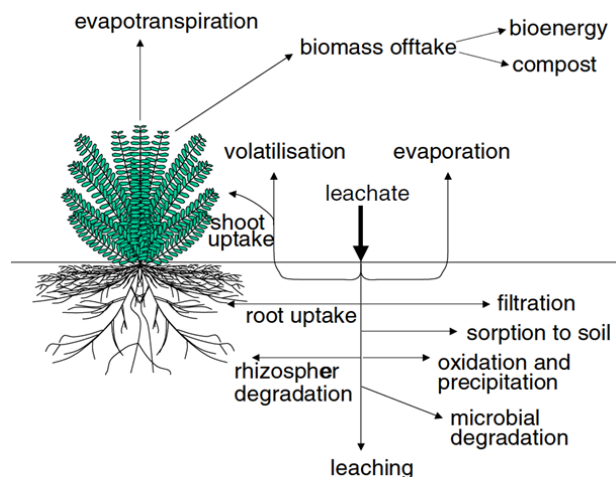 evapotranspiration
bioenergy
biomass offtake
compost
volatilisation
evaporation
leachate
shoot
uptake
root uptake
filtration
sorption to soil
rhizospher
degradation
oxidation and
precipitation
microbial
degradation
leaching